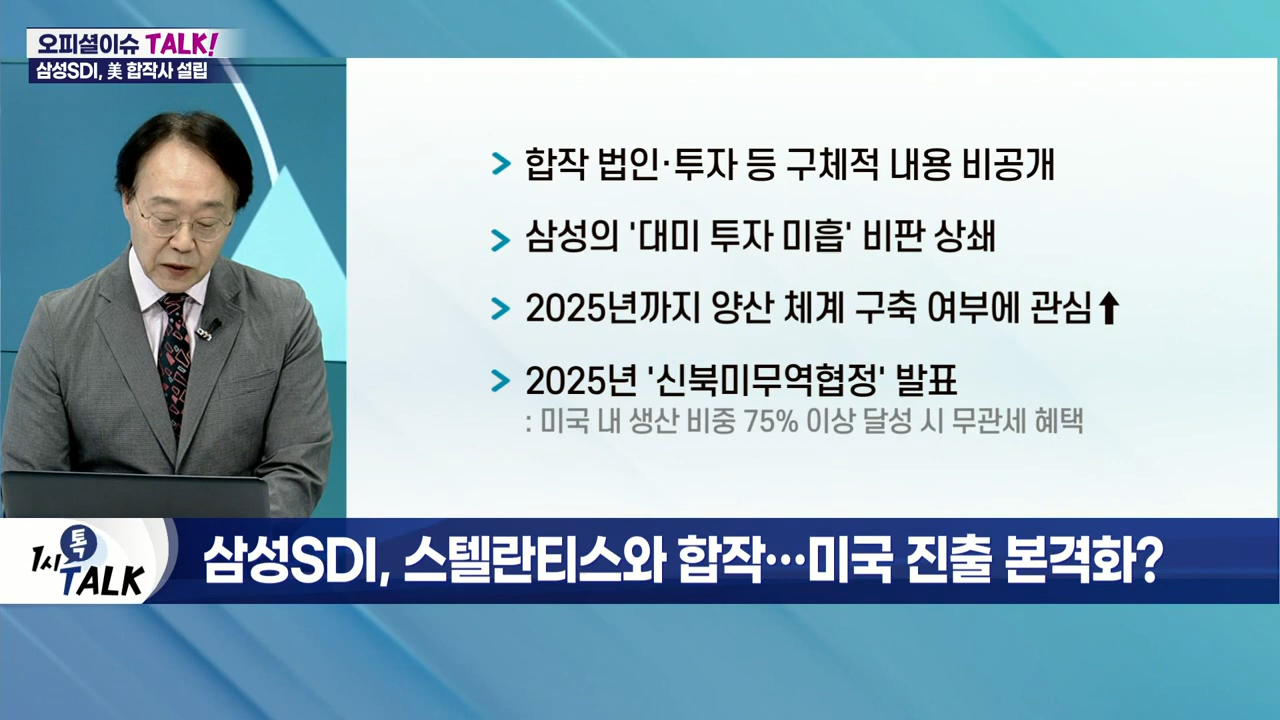 오피셜이슈 TALK!
삼성SDI, 美 합작사 설립
> 합작 법인·투자 등 구체적 내용 비공개
> 삼성의 '대미 투자 미흡' 비판 상쇄
> 2025년까지 양산 체계 구축 여부에 관심⬆
> 2025년 '신북미무역협정' 발표
: 미국 내 생산 비중 75% 이상 달성 시 무관세 혜택
1시 톡 TALK
삼성SDI, 스텔란티스와 합작…미국 진출 본격화?